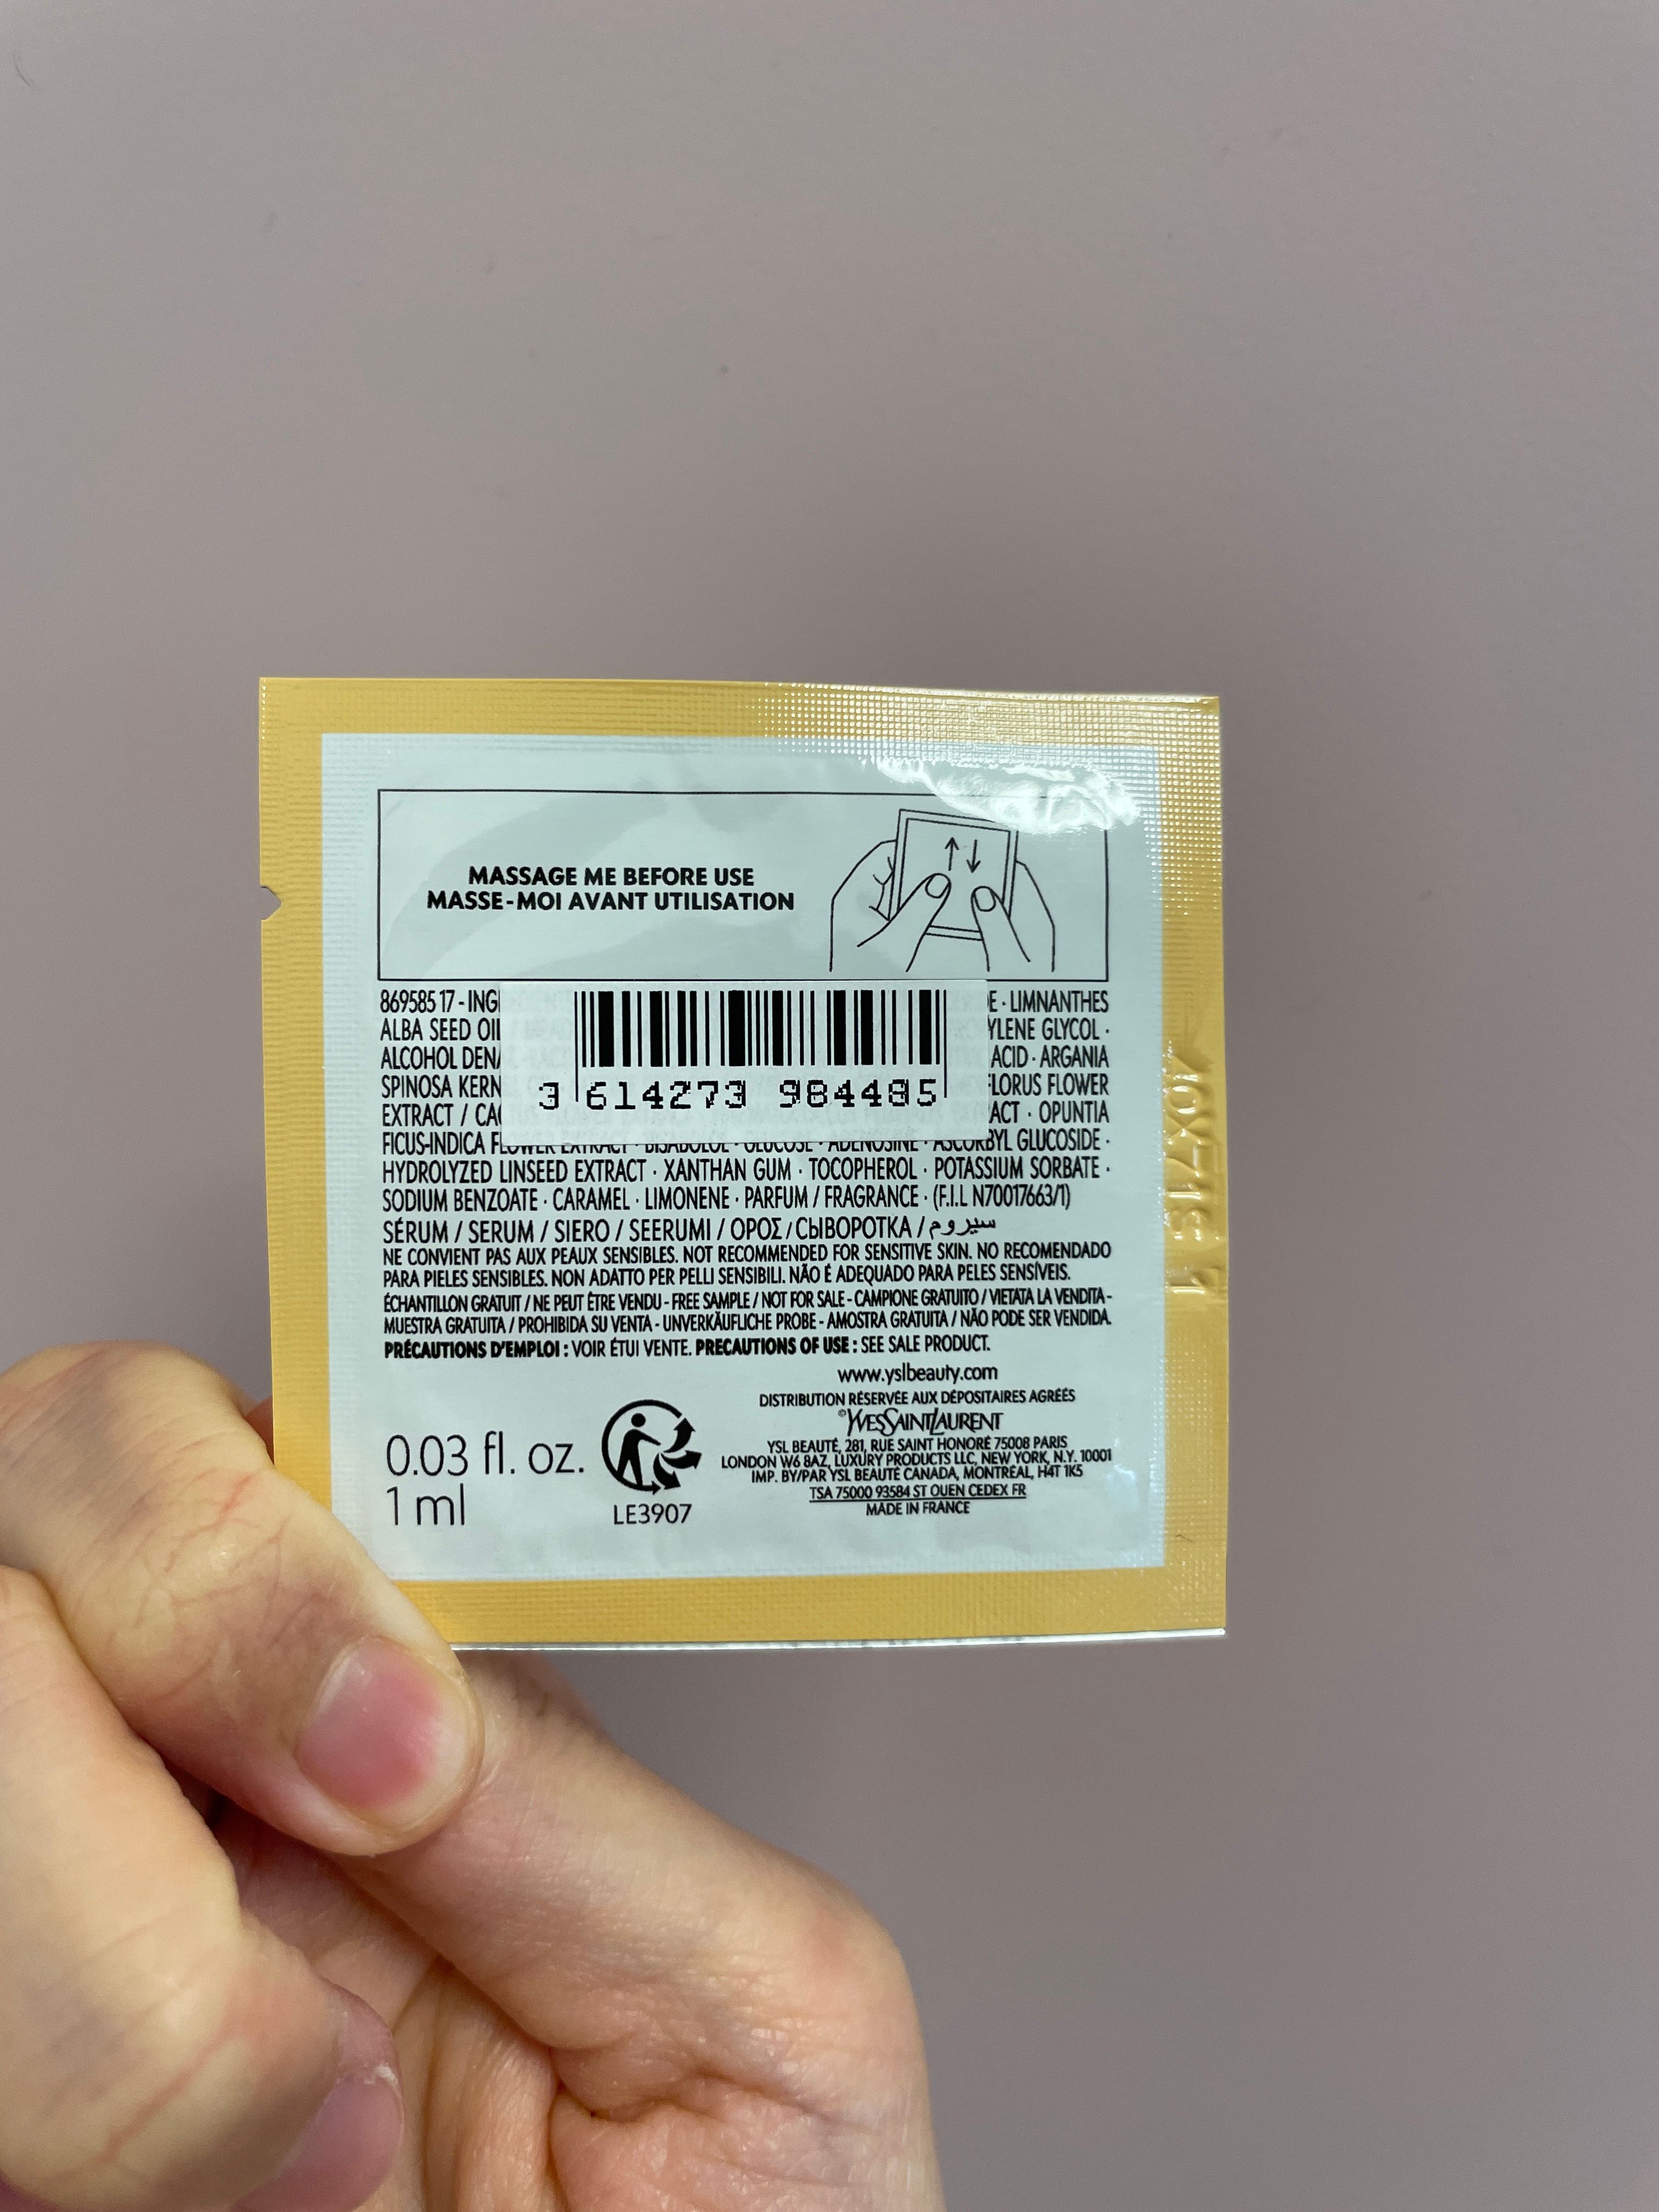 MASSAGE ME BEFORE USE
MASSE-MOI AVANT UTILISATION
86958517 - ING
E · LIMNANTHES
ALBA SEED OIL
YLENE GLYCOL ·
ALCOHOL DENA
ACID · ARGANIA
SPINOSA KERN
FLORUS FLOWER
EXTRACT / CA
ACT · OPUNTIA
3 614273 984485
FICUS-INDICA FLOWER EXTRACT · BISABOLOL · GLUCOSE · ADENOSINE · ASCORBYL GLUCOSIDE ·
HYDROLYZED LINSEED EXTRACT · XANTHAN GUM · TOCOPHEROL · POTASSIUM SORBATE ·
SODIUM BENZOATE · CARAMEL · LIMONENE · PARFUM / FRAGRANCE · (F.I.L N70017663/1)
SÉRUM / SERUM / SIERO / SEERUMI / ΟΡΟΣ / СЫВОРОТКА / سيروم
NE CONVIENT PAS AUX PEAUX SENSIBLES. NOT RECOMMENDED FOR SENSITIVE SKIN. NO RECOMENDADO
PARA PIELES SENSIBLES. NON ADATTO PER PELLI SENSIBILI. NÃO É ADEQUADO PARA PELES SENSÍVEIS.
ÉCHANTILLON GRATUIT / NE PEUT ÊTRE VENDU - FREE SAMPLE / NOT FOR SALE - CAMPIONE GRATUITO / VIETATA LA VENDITA -
MUESTRA GRATUITA / PROHIBIDA SU VENTA - UNVERKÄUFLICHE PROBE - AMOSTRA GRATUITA / NÃO PODE SER VENDIDA.
PRÉCAUTIONS D'EMPLOI : VOIR ÉTUI VENTE. PRECAUTIONS OF USE : SEE SALE PRODUCT.
www.yslbeauty.com
DISTRIBUTION RÉSERVÉE AUX DÉPOSITAIRES AGRÉÉS
©YVESSAINTLAURENT
YSL BEAUTÉ, 281, RUE SAINT HONORÉ 75008 PARIS
LONDON W6 8AZ, LUXURY PRODUCTS LLC, NEW YORK, N.Y. 10001
IMP. BY/PAR YSL BEAUTÉ CANADA, MONTRÉAL, H4T 1K5
TSA 75000 93584 ST OUEN CEDEX FR
MADE IN FRANCE
0.03 fl. oz.
1 ml
LE3907